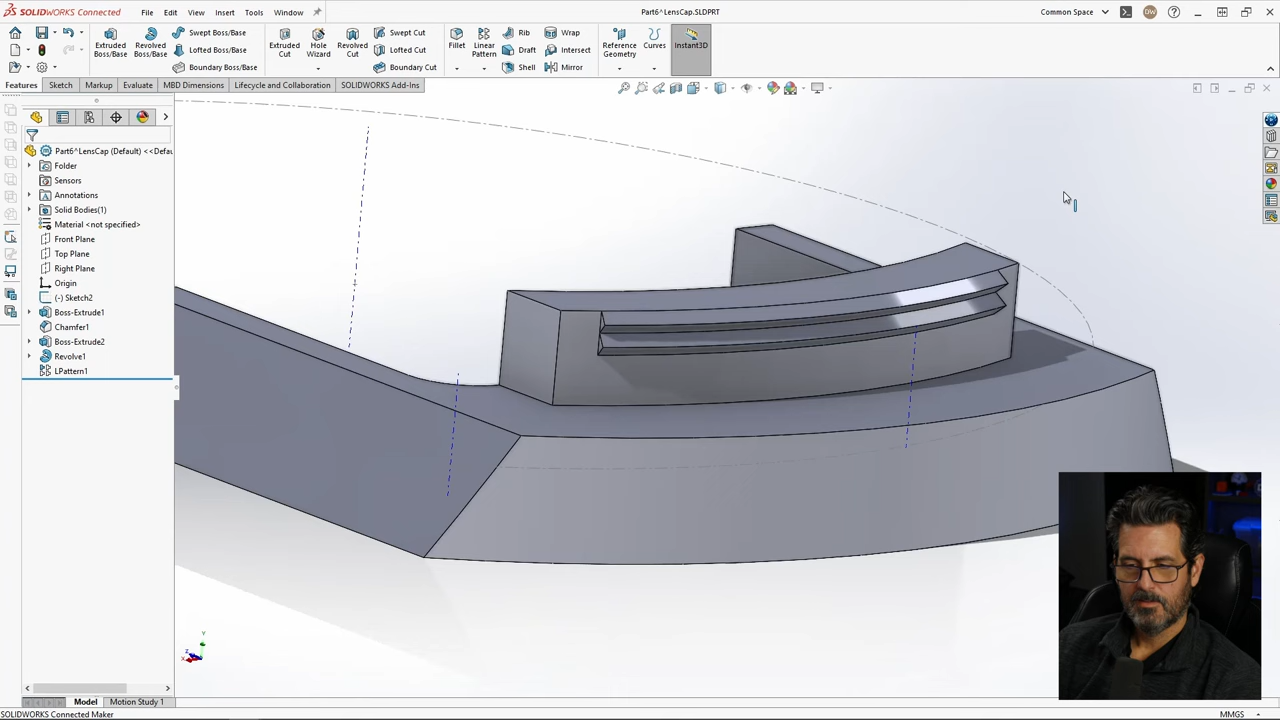 SOLIDWORKS Connected
File
Edit
View
Insert
Tools
Window
Part6^LensCap.SLDPRT
Common Space
DW
Extruded Boss/Base
Revolved Boss/Base
Swept Boss/Base
Lofted Boss/Base
Boundary Boss/Base
Extruded Cut
Hole Wizard
Revolved Cut
Swept Cut
Lofted Cut
Boundary Cut
Fillet
Linear Pattern
Rib
Draft
Shell
Wrap
Intersect
Mirror
Reference Geometry
Curves
Instant3D
Features
Sketch
Markup
Evaluate
MBD Dimensions
Lifecycle and Collaboration
SOLIDWORKS Add-Ins
Part6^LensCap (Default) <<Defau
Folder
Sensors
Annotations
Solid Bodies(1)
Material <not specified>
Front Plane
Top Plane
Right Plane
Origin
(-) Sketch2
Boss-Extrude1
Chamfer1
Boss-Extrude2
Revolve1
LPattern1
Y
Z
X
Model
Motion Study 1
SOLIDWORKS Connected Maker
MMGS